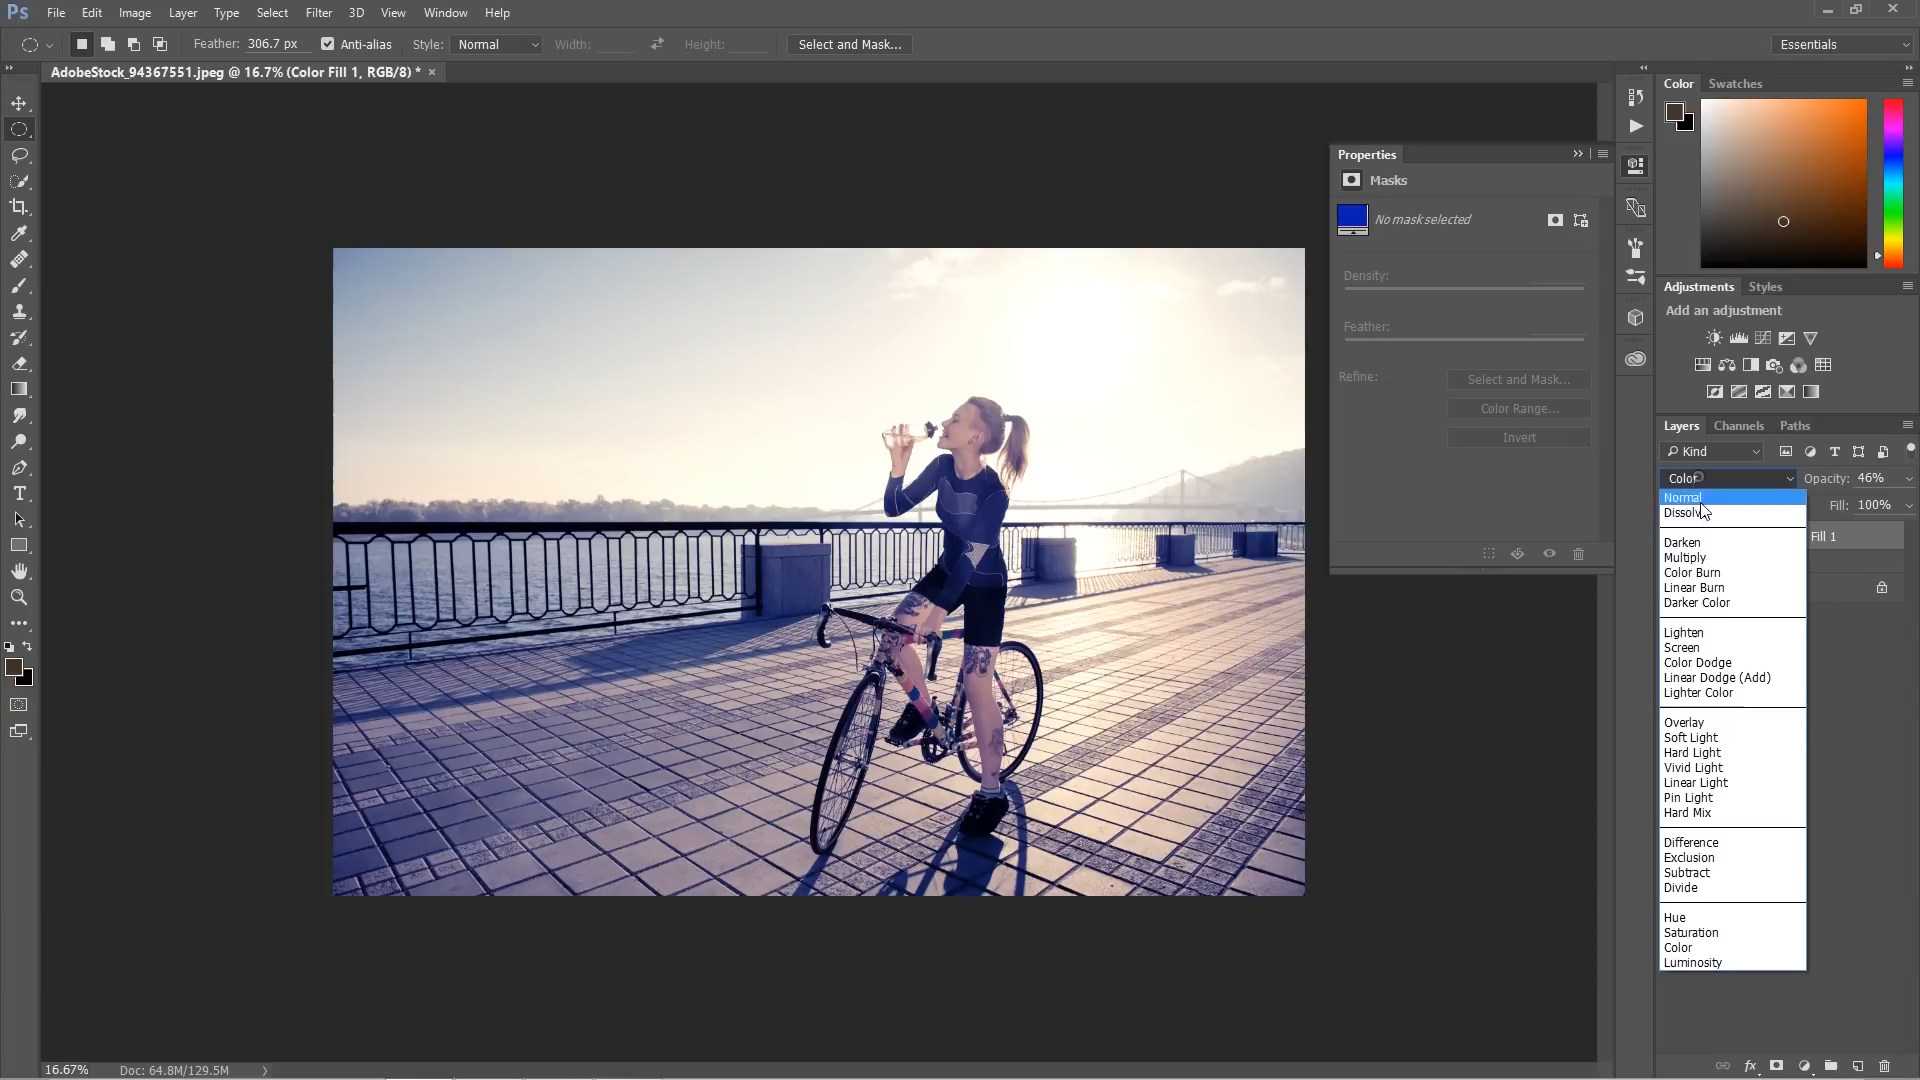 Ps File Edit Image Layer Type Select Filter 3D View Window Help
Feather: 306.7 px Anti-alias Style: Normal Width: Height: Select and Mask... Essentials
AdobeStock_94367551.jpeg @ 16.7% (Color Fill 1, RGB/8) * ×
Color Swatches
Properties
Masks
No mask selected
Density:
Feather:
Refine: Select and Mask...
Color Range...
Invert
Adjustments Styles
Add an adjustment
Layers Channels Paths
Kind
Color Opacity: 46%
Normal
Fill: 100%
Dissolve
Fill 1
Darken
Multiply
Color Burn
Linear Burn
Darker Color
Lighten
Screen
Color Dodge
Linear Dodge (Add)
Lighter Color
Overlay
Soft Light
Hard Light
Vivid Light
Linear Light
Pin Light
Hard Mix
Difference
Exclusion
Subtract
Divide
Hue
Saturation
Color
Luminosity
fx
16.67% Doc: 64.8M/129.5M